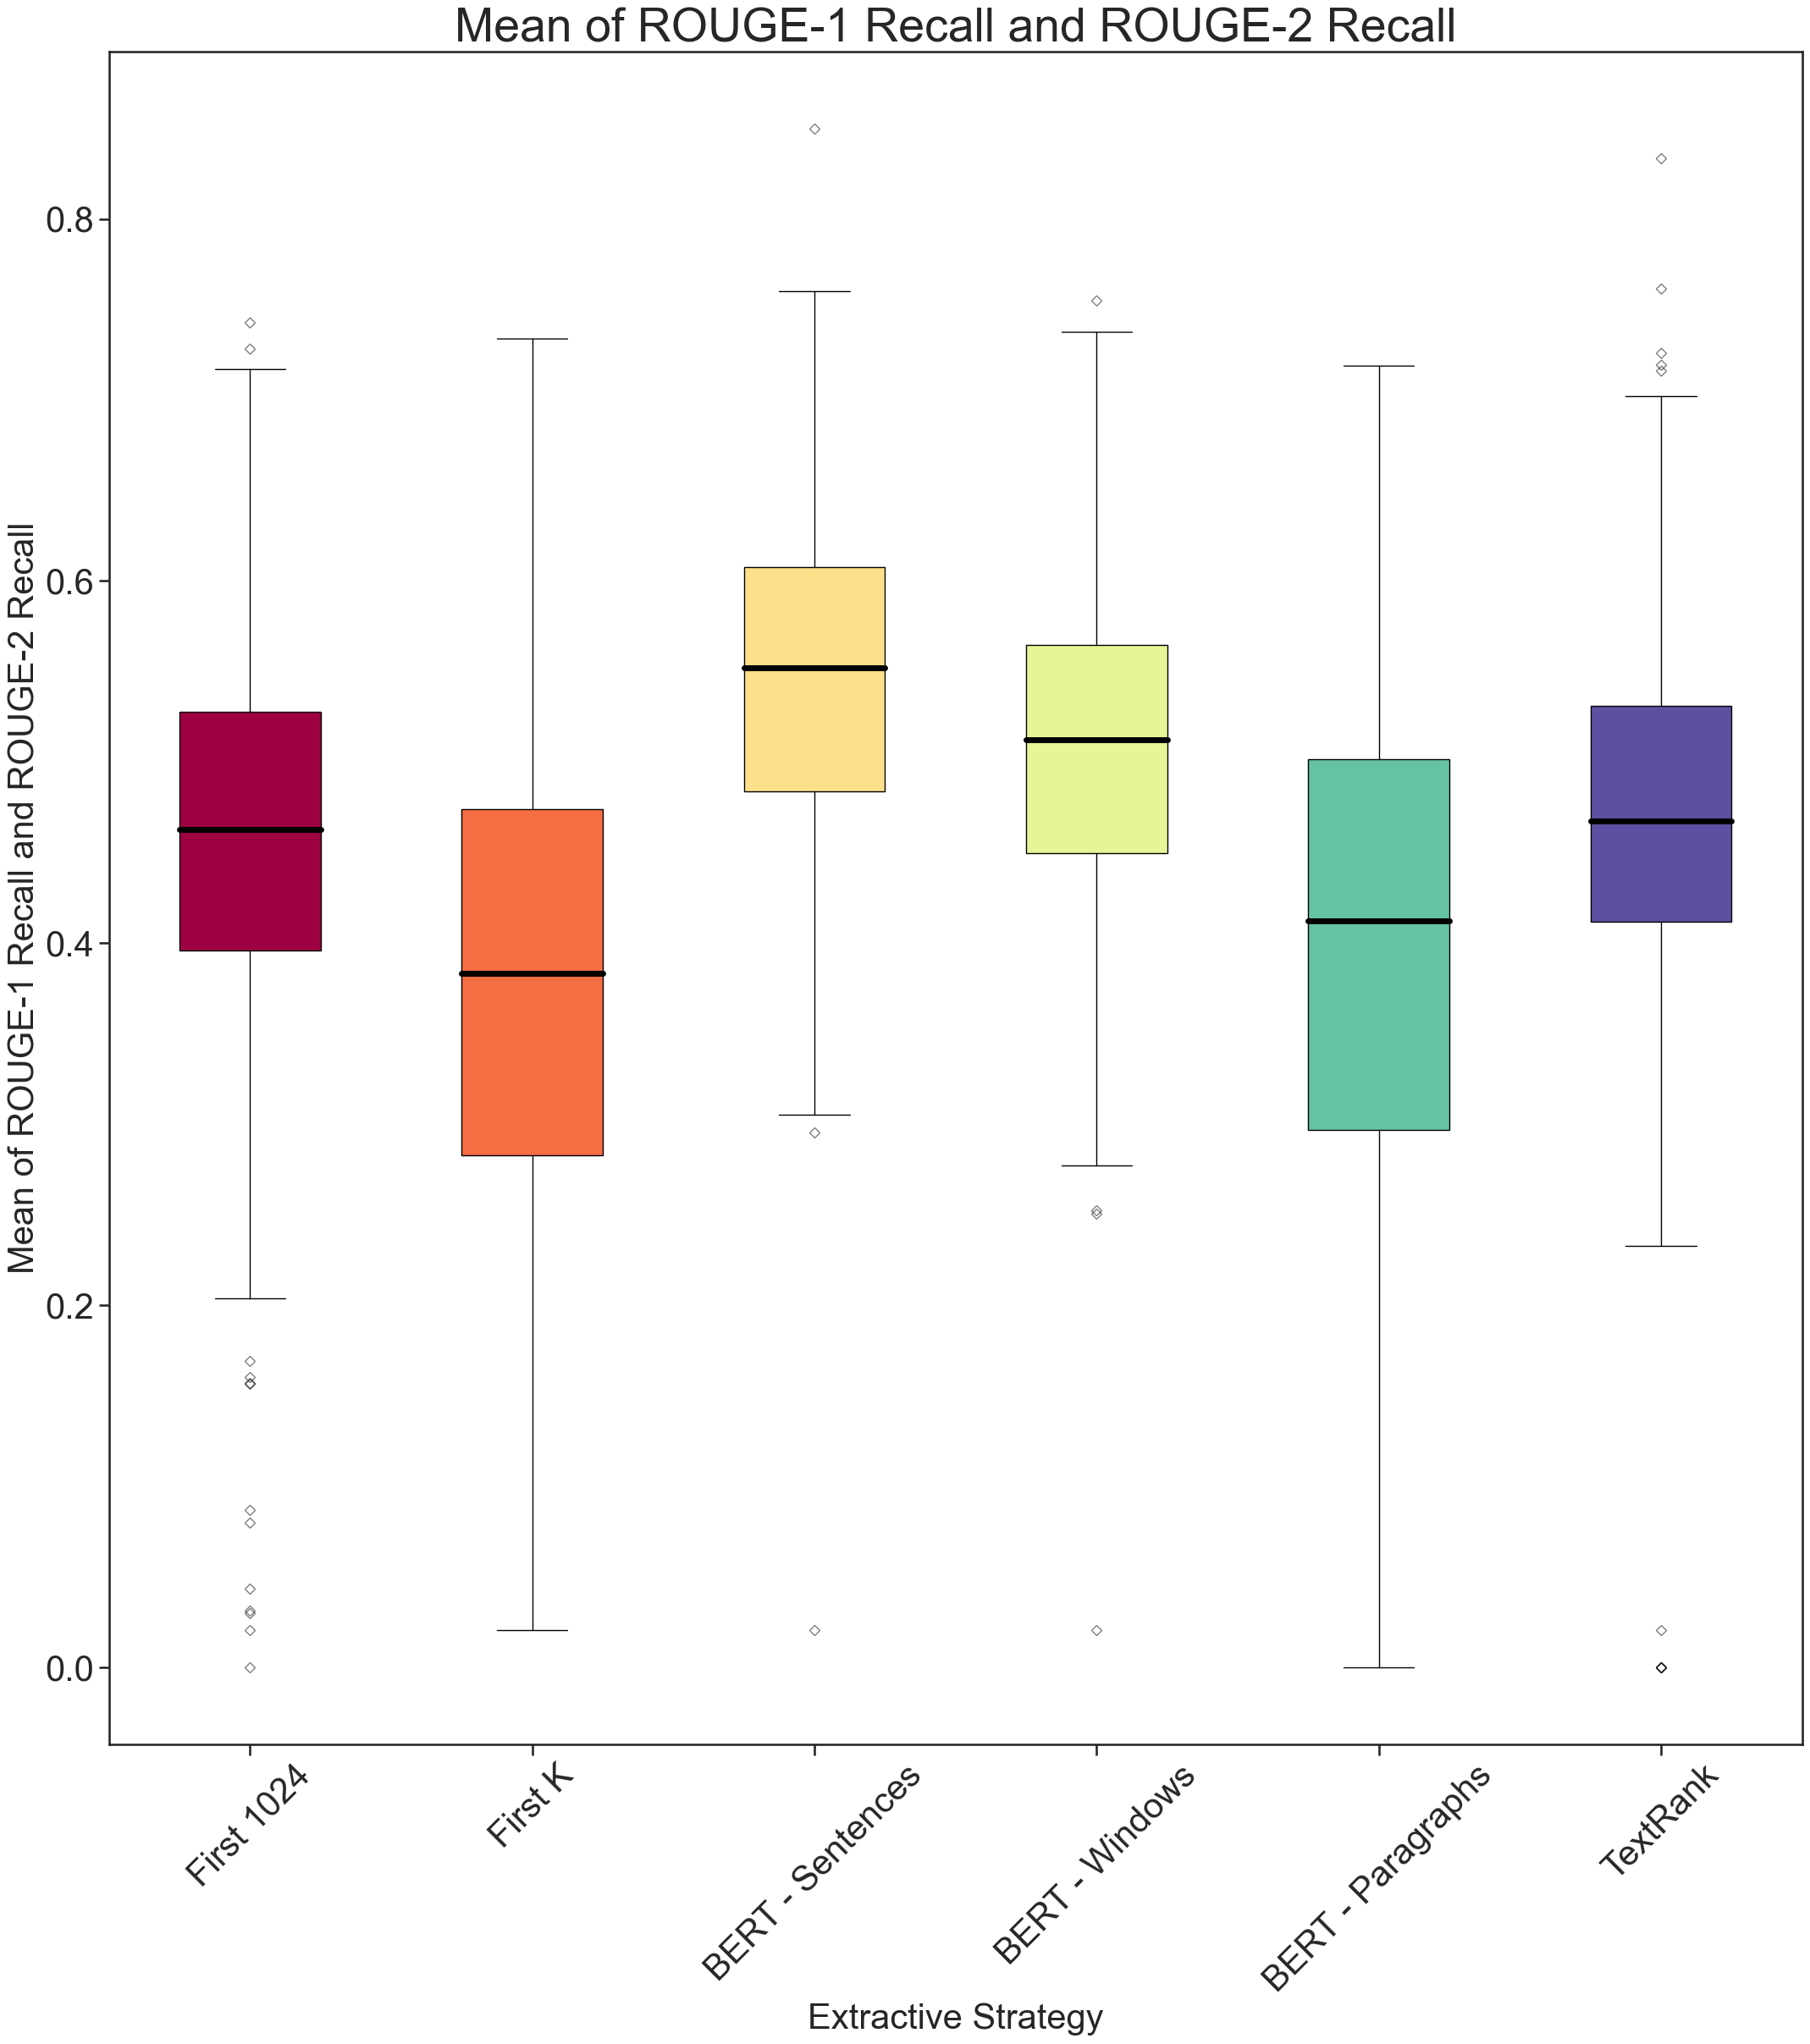 Mean of ROUGE-1 Recall and ROUGE-2 Recall
Mean of ROUGE-1 Recall and ROUGE-2 Recall
0.8
0.6
0.4
0.2
0.0
First 1024
First K
BERT - Sentences
BERT - Windows
BERT - Paragraphs
TextRank
Extractive Strategy